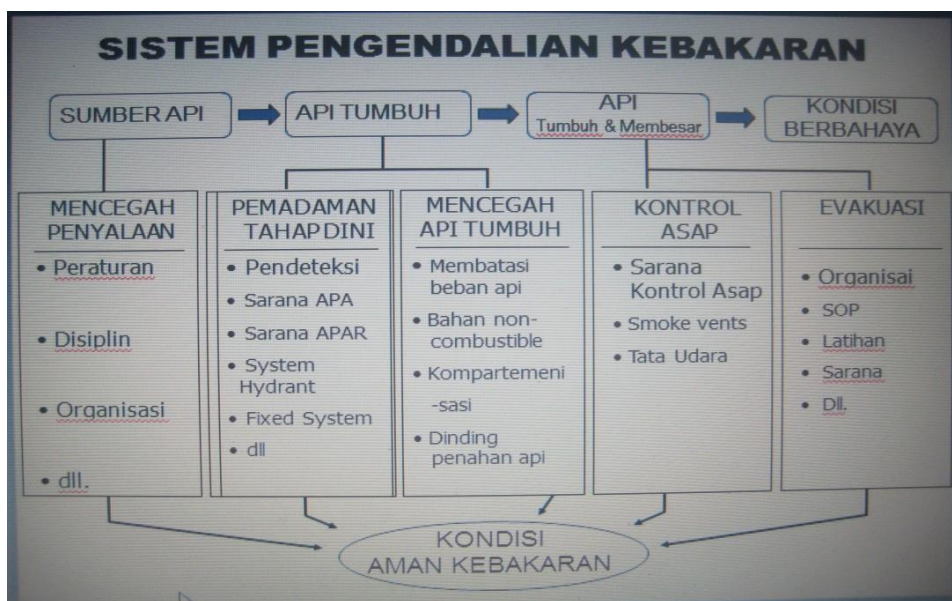 SISTEM PENGENDALIAN KEBAKARAN
SUMBER API
API TUMBUH
API
Tumbuh & Membesar
KONDISI
BERBAHAYA
MENCEGAH
PENYALAAN
• Peraturan
• Disiplin
• Organisasi
• dll.
PEMADAMAN
TAHAP DINI
• Pendeteksi
• Sarana APA
• Sarana APAR
• System
Hydrant
• Fixed System
• dll
MENCEGAH
API TUMBUH
• Membatasi
beban api
• Bahan non-
combustible
• Kompartemeni
-sasi
• Dinding
penahan api
KONTROL
ASAP
• Sarana
Kontrol Asap
• Smoke vents
• Tata Udara
EVAKUASI
• Organisai
• SOP
• Latihan
• Sarana
• Dll.
KONDISI
AMAN KEBAKARAN